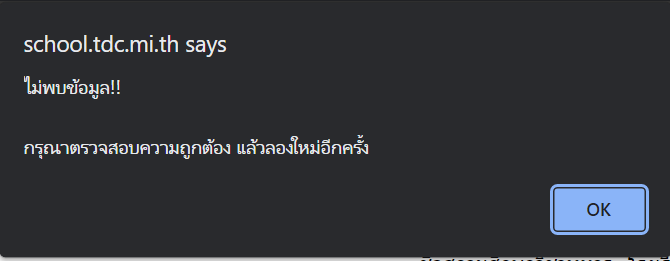 school.tdc.mi.th says
ไม่พบข้อมูล!!
กรุณาตรวจสอบความถูกต้อง แล้วลองใหม่อีกครั้ง
OK